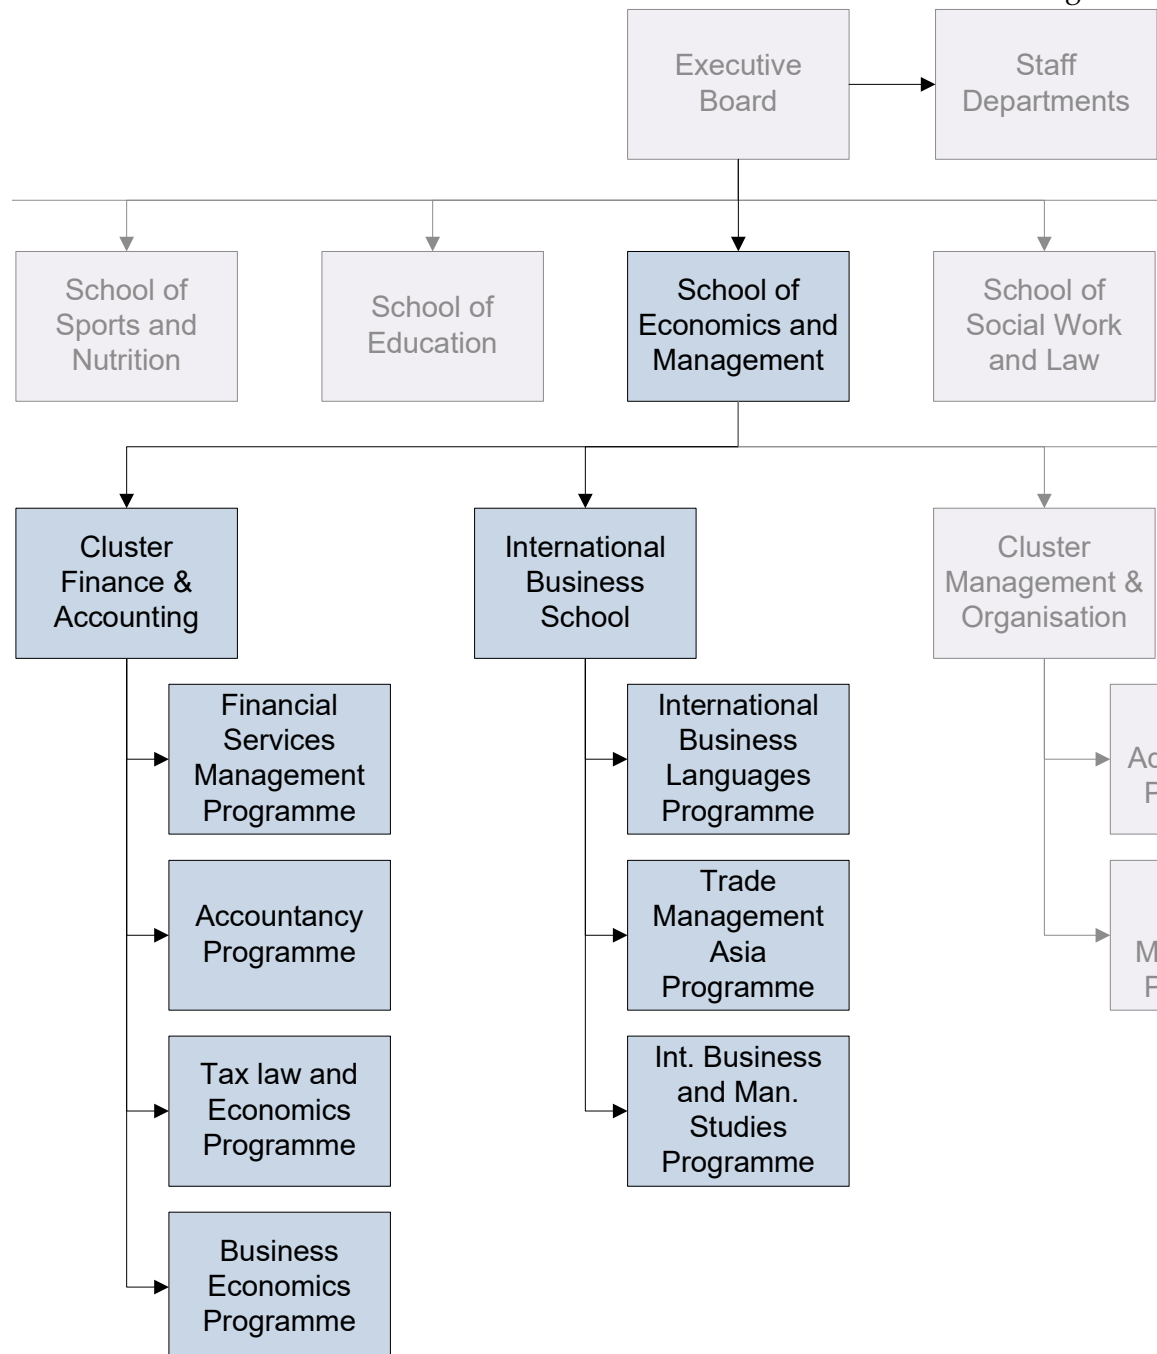 Executive
Board
Staff
Departments
School of
Sports and
Nutrition
School of
Education
School of
Economics and
Management
School of
Social Work
and Law
Cluster
Finance &
Accounting
International
Business
School
Cluster
Management &
Organisation
Financial
Services
Management
Programme
Accountancy
Programme
Tax law and
Economics
Programme
Business
Economics
Programme
International
Business
Languages
Programme
Trade
Management
Asia
Programme
Int. Business
and Man.
Studies
Programme